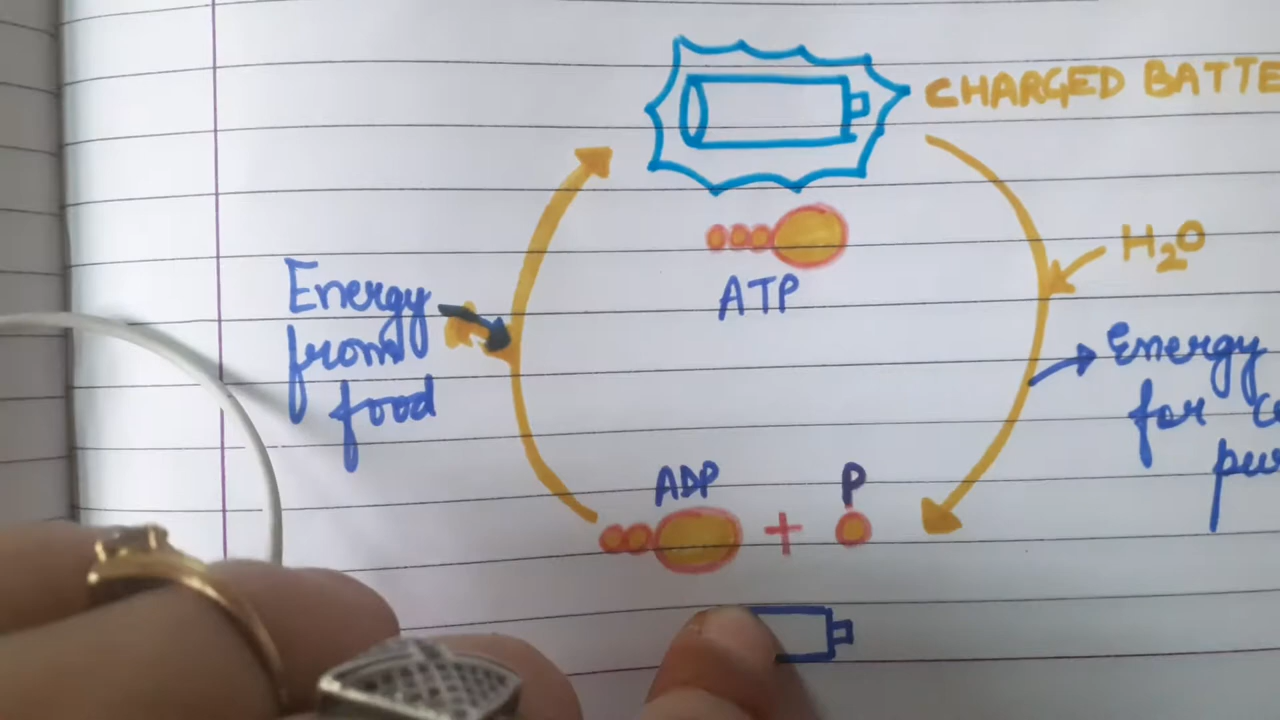 CHARGED BATTE
H₂O
Energy
from
food
ATP
Energy
for
ADP
P
+